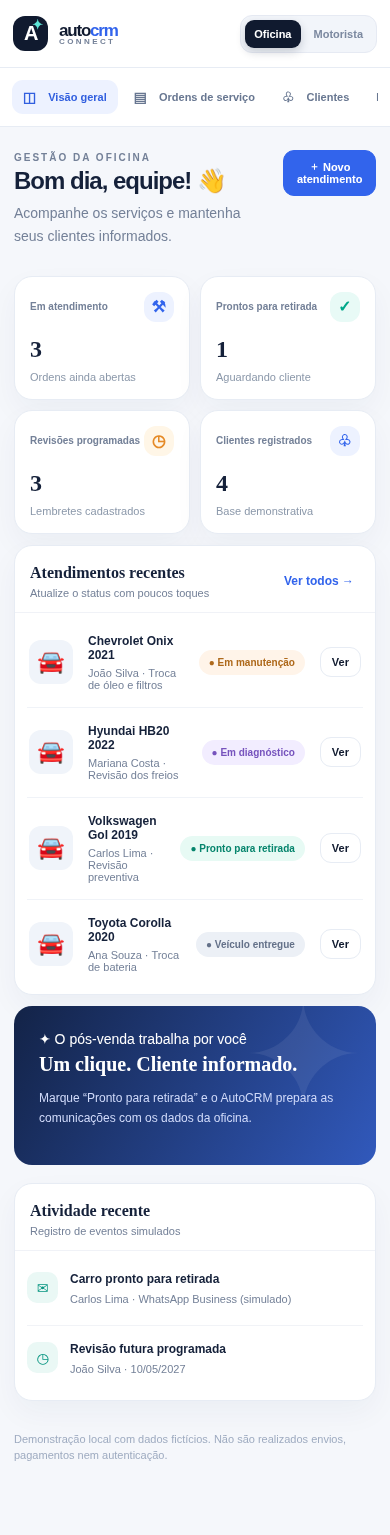 A autocrm
CONNECT
Oficina Motorista
Visão geral Ordens de serviço Clientes
GESTÃO DA OFICINA
Bom dia, equipe! 👋
Acompanhe os serviços e mantenha
seus clientes informados.
+ Novo
atendimento
Em atendimento
3
Ordens ainda abertas
Prontos para retirada
1
Aguardando cliente
Revisões programadas
3
Lembretes cadastrados
Clientes registrados
4
Base demonstrativa
Atendimentos recentes
Atualize o status com poucos toques
Ver todos →
Chevrolet Onix
2021
João Silva · Troca
de óleo e filtros
● Em manutenção
Ver
Hyundai HB20
2022
Mariana Costa ·
Revisão dos freios
● Em diagnóstico
Ver
Volkswagen
Gol 2019
Carlos Lima ·
Revisão
preventiva
● Pronto para retirada
Ver
Toyota Corolla
2020
Ana Souza · Troca
de bateria
● Veículo entregue
Ver
✦ O pós-venda trabalha por você
Um clique. Cliente informado.
Marque “Pronto para retirada” e o AutoCRM prepara as
comunicações com os dados da oficina.
Atividade recente
Registro de eventos simulados
Carro pronto para retirada
Carlos Lima · WhatsApp Business (simulado)
Revisão futura programada
João Silva · 10/05/2027
Demonstração local com dados fictícios. Não são realizados envios,
pagamentos nem autenticação.